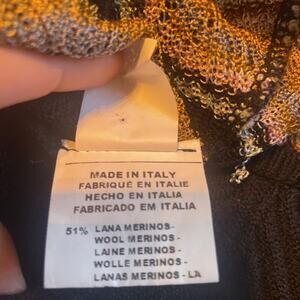 MADE IN ITALY
FABRIQUÉ EN ITALIE
HECHO EN ITALIA
FABRICADO EM ITALIA
51% LANA MERINOS-
WOOL MERINOS-
LAINE MERINOS-
WOLLE MERINOS-
LANAS MERINOS- LA